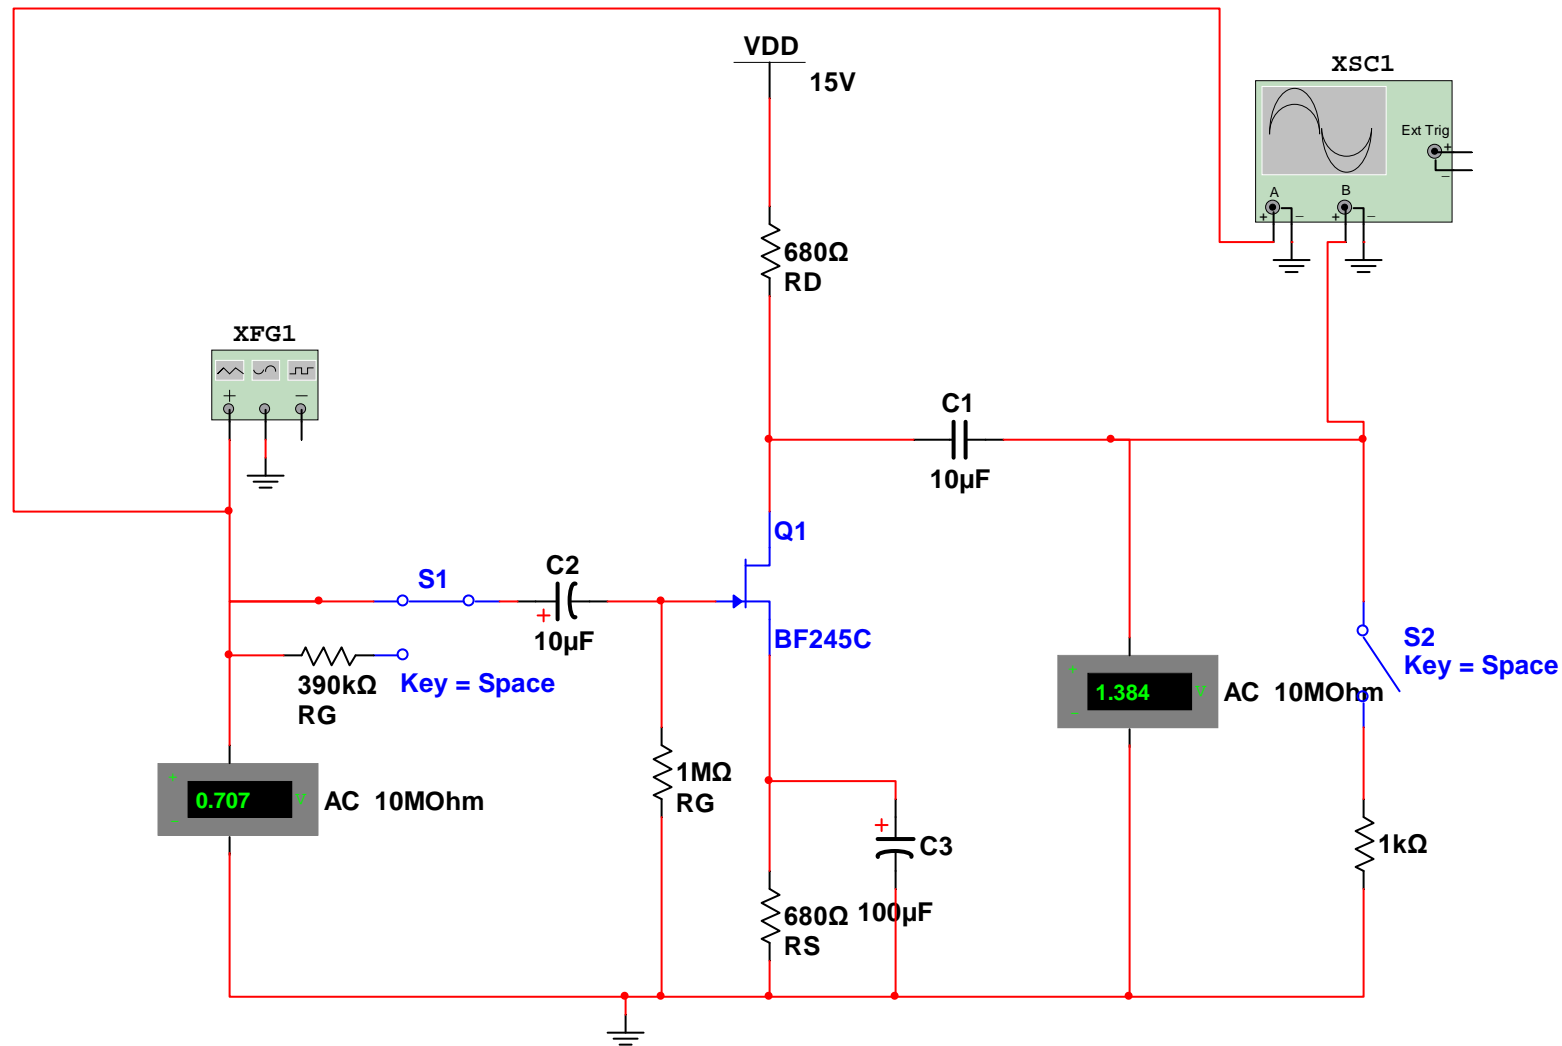 VDD
15V
XSC1
Ext Trig
+
−
A
B
+
−
+
−
680Ω
RD
XFG1
+
−
C1
10µF
Q1
S1
C2
+
10µF
BF245C
390kΩ
RG
Key = Space
S2
Key = Space
+
−
1.384
V
AC 10MOhm
+
−
0.707
V
AC 10MOhm
1MΩ
RG
+
C3
100µF
680Ω
RS
1kΩ